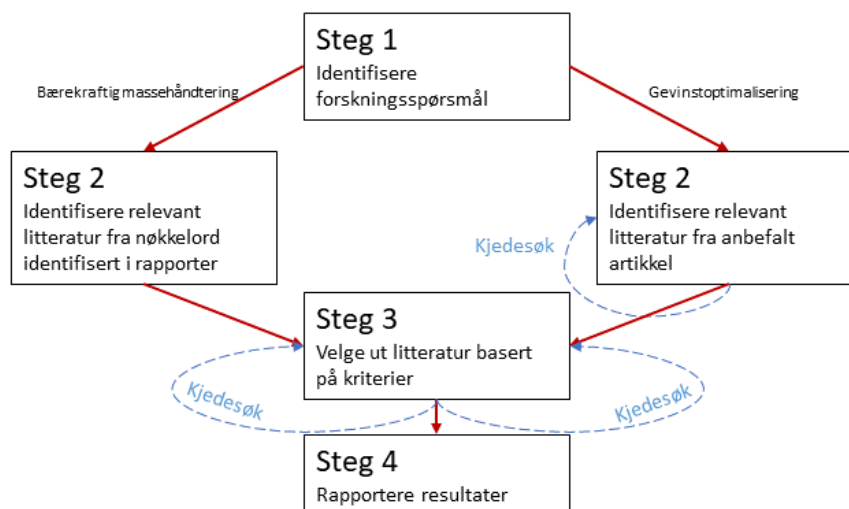 Steg 1
Identifisere
forskningsspørsmål
Bærekraftig massehåndtering
Gevinstoptimalisering
Steg 2
Identifisere relevant
litteratur fra nøkkelord
identifisert i rapporter
Steg 2
Identifisere relevant
litteratur fra anbefalt
artikkel
Kjedesøk
Steg 3
Velge ut litteratur basert
på kriterier
Kjedesøk
Kjedesøk
Steg 4
Rapportere resultater